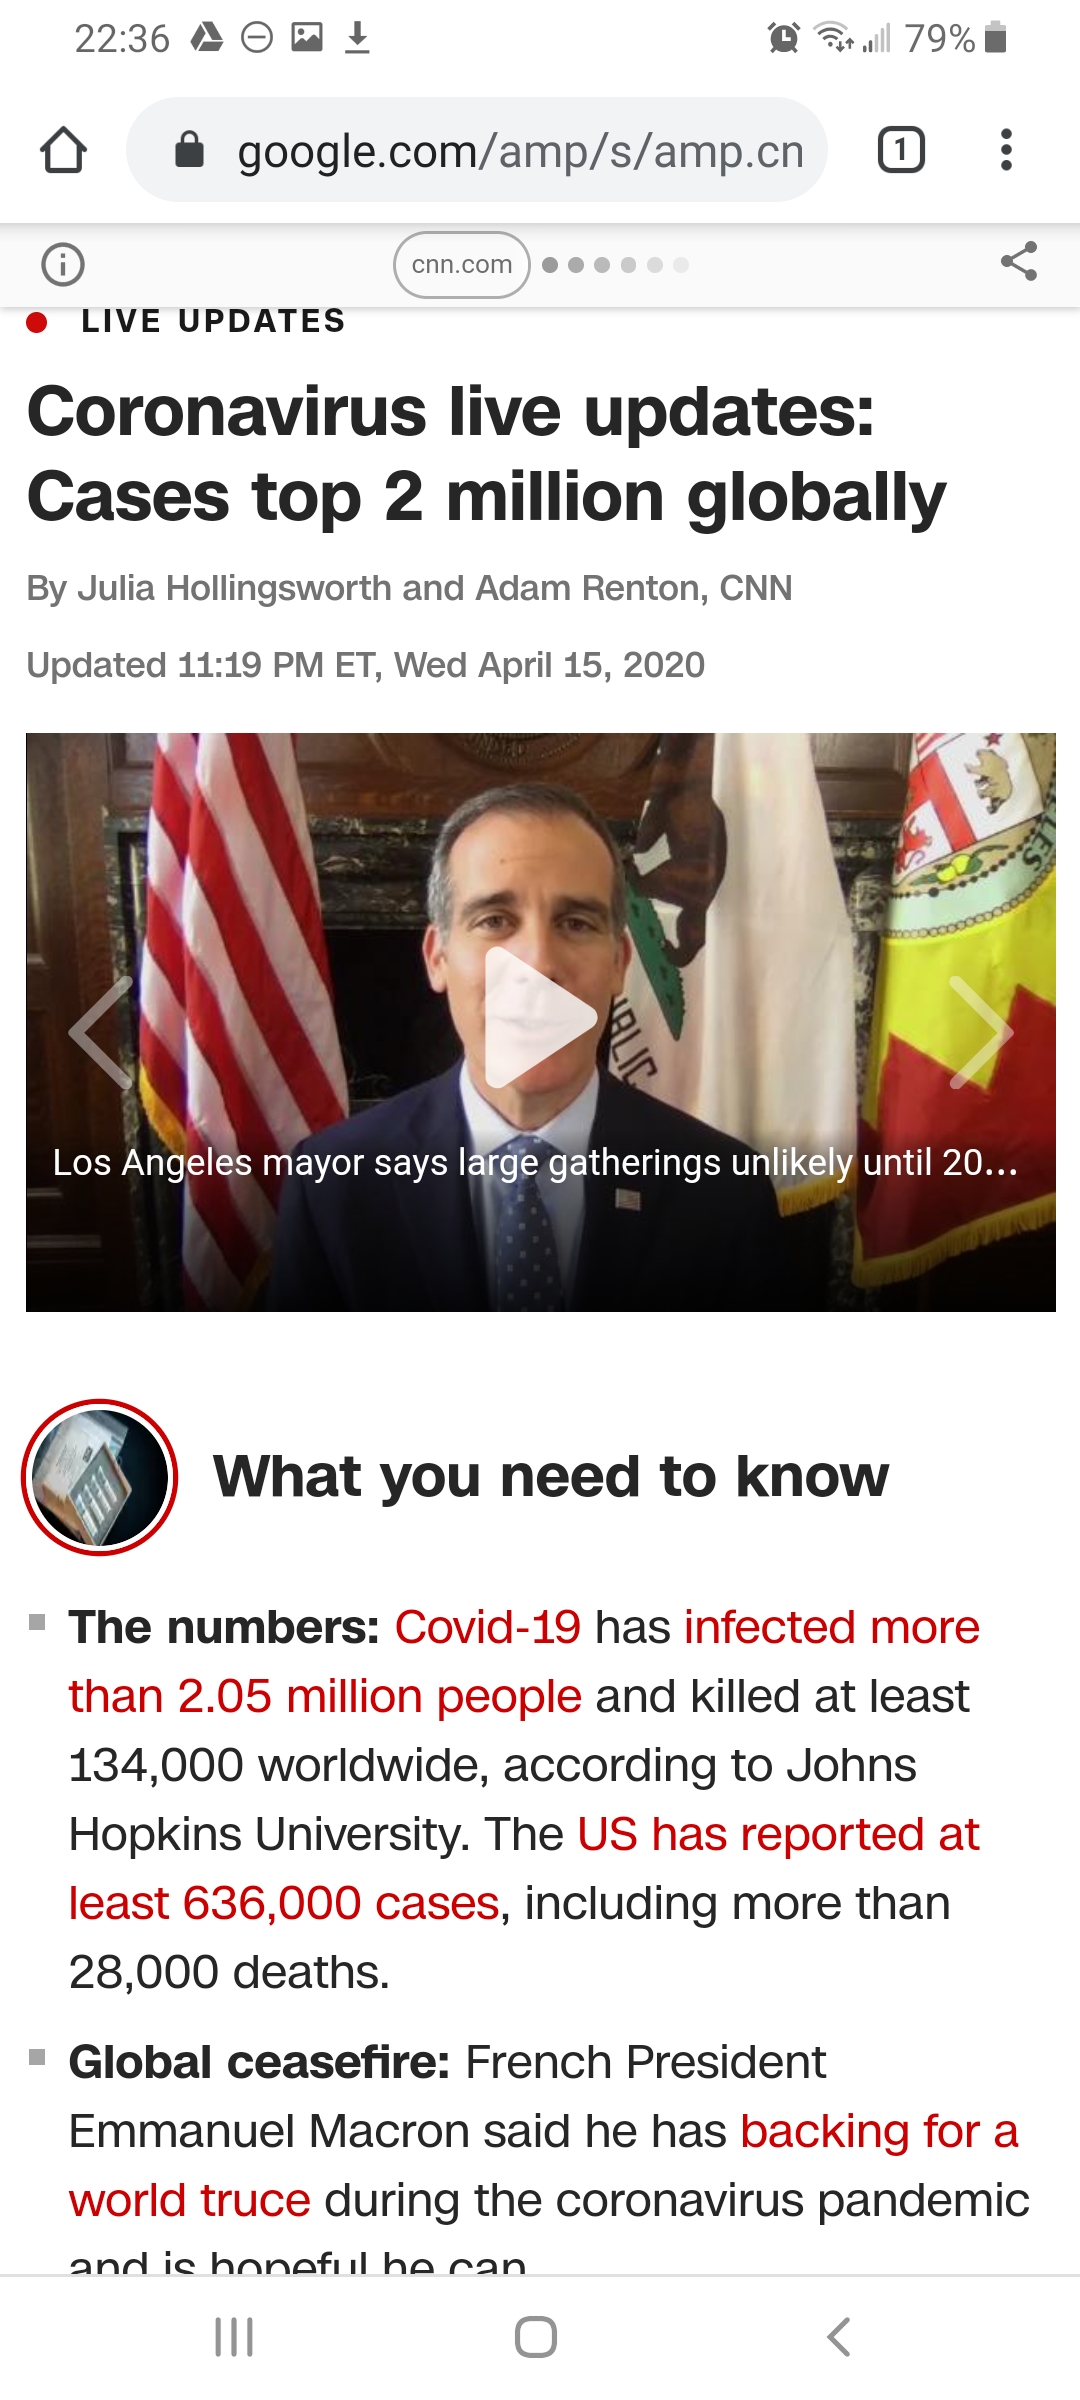 22:36
79%
google.com/amp/s/amp.cn
1
cnn.com
LIVE UPDATES
Coronavirus live updates:
Cases top 2 million globally
By Julia Hollingsworth and Adam Renton, CNN
Updated 11:19 PM ET, Wed April 15, 2020
Los Angeles mayor says large gatherings unlikely until 20...
What you need to know
The numbers: Covid-19 has infected more
than 2.05 million people and killed at least
134,000 worldwide, according to Johns
Hopkins University. The US has reported at
least 636,000 cases, including more than
28,000 deaths.
Global ceasefire: French President
Emmanuel Macron said he has backing for a
world truce during the coronavirus pandemic
and is hopeful he can